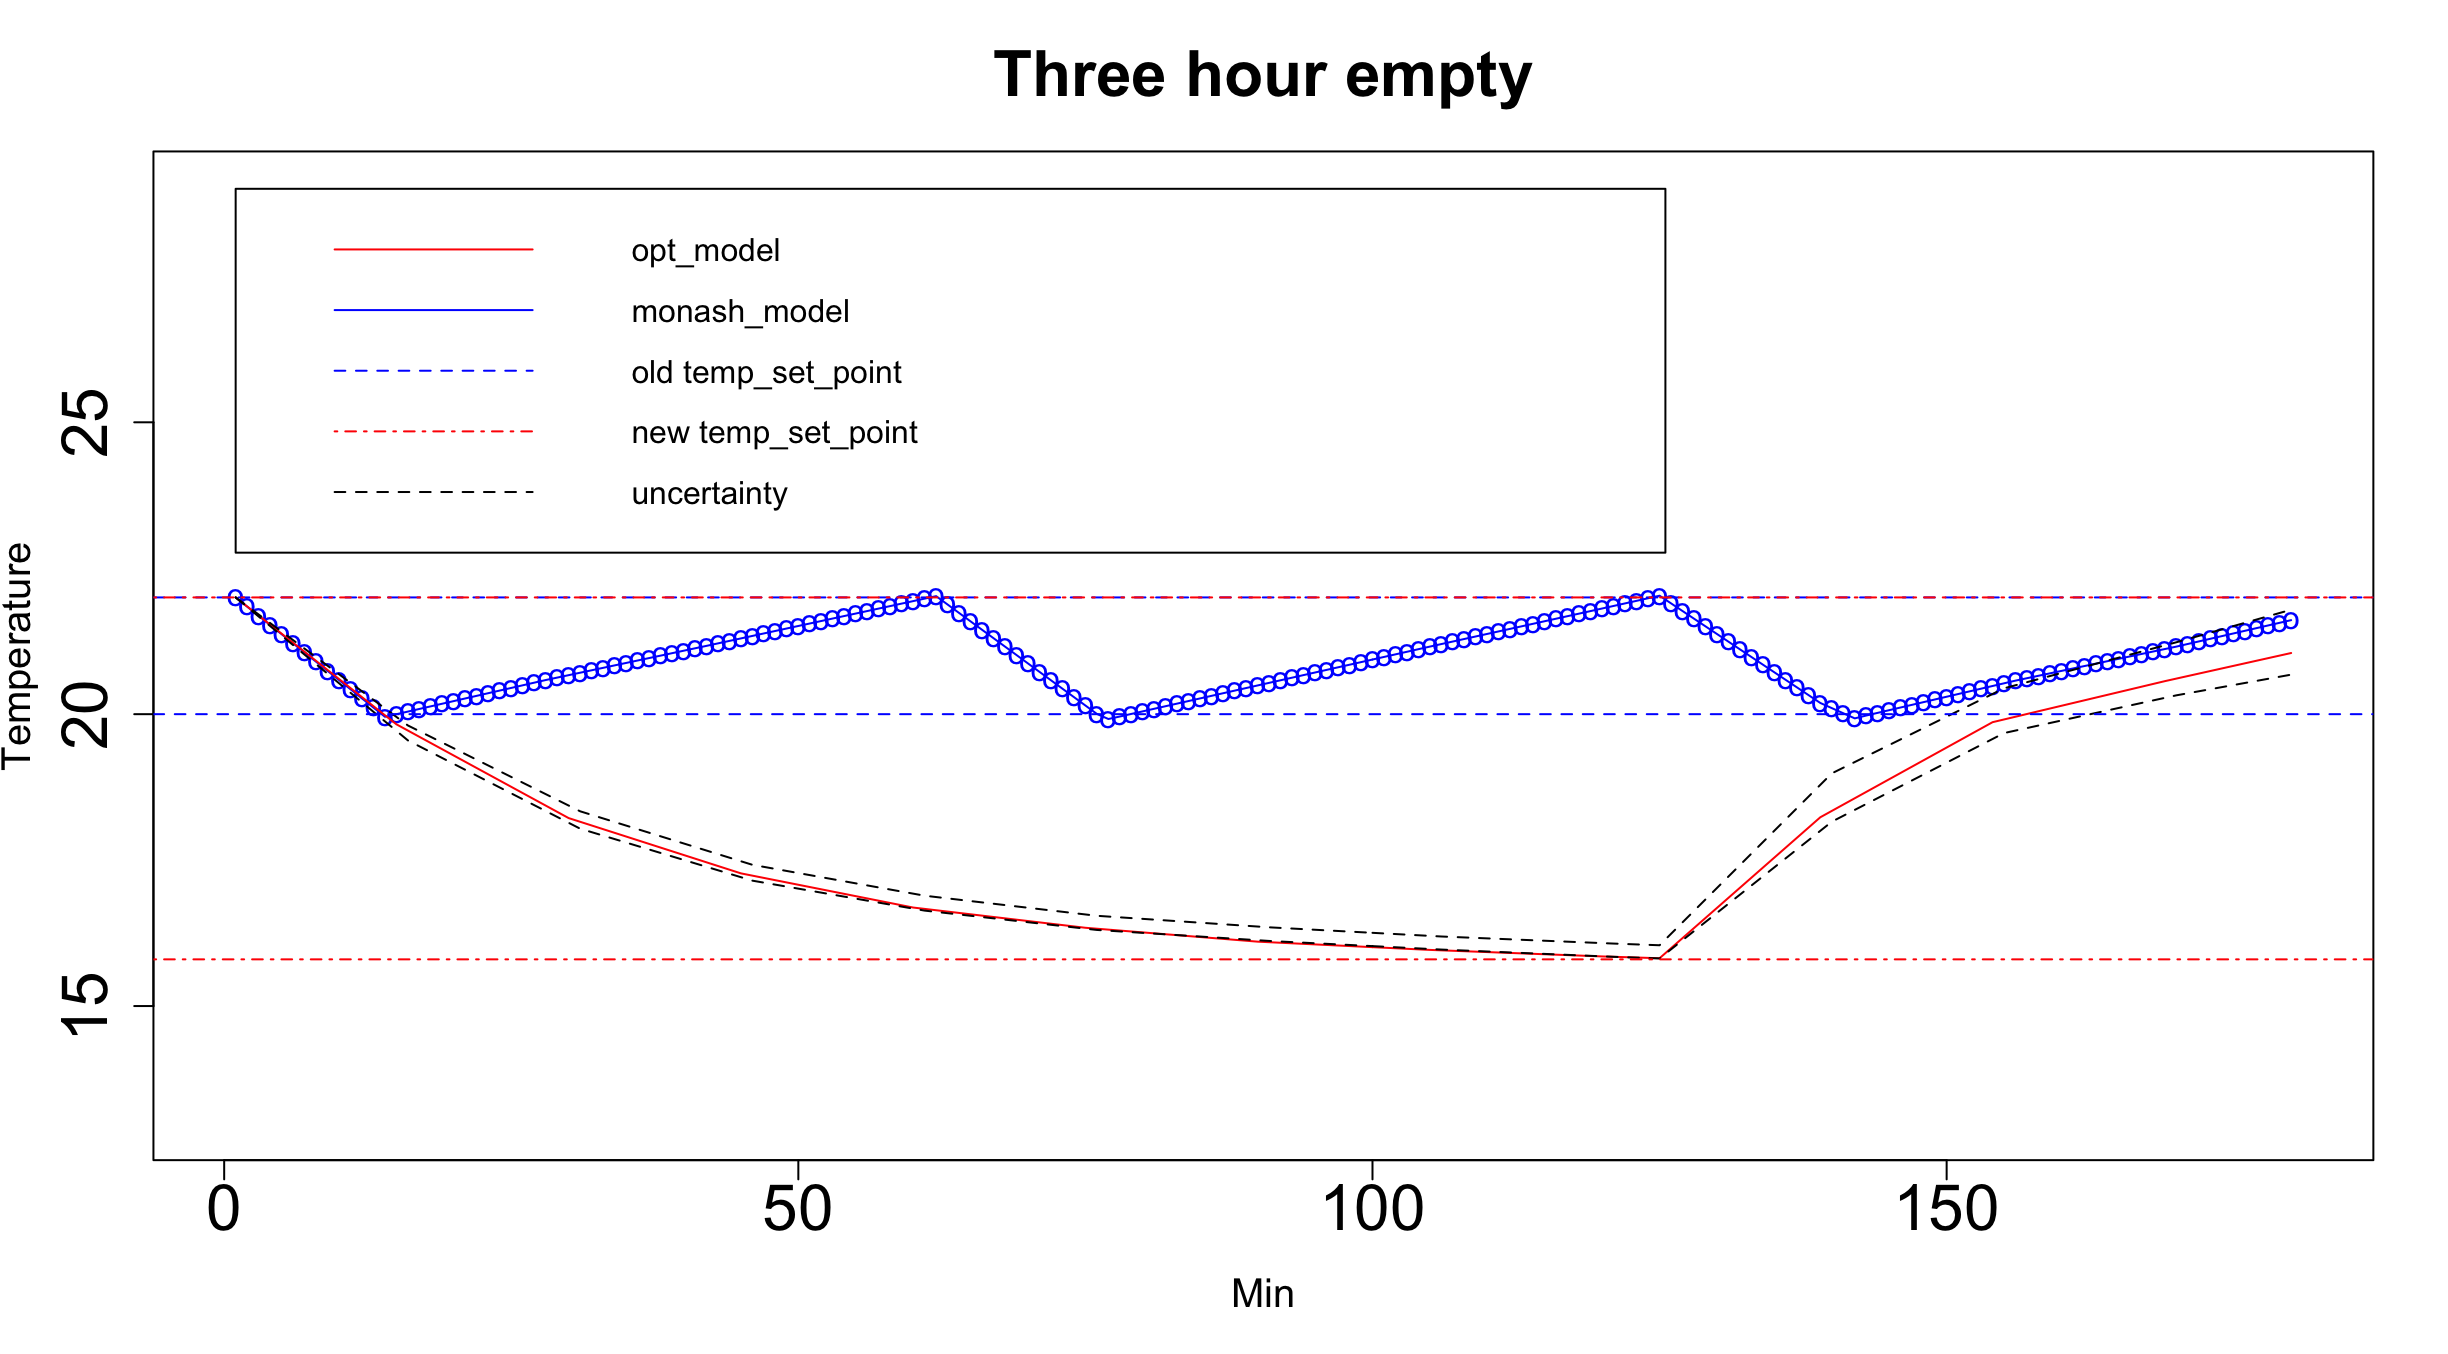 Three hour empty
opt_model
monash_model
old temp_set_point
new temp_set_point
uncertainty
Temperature
25
20
15
0 50 100 150
Min